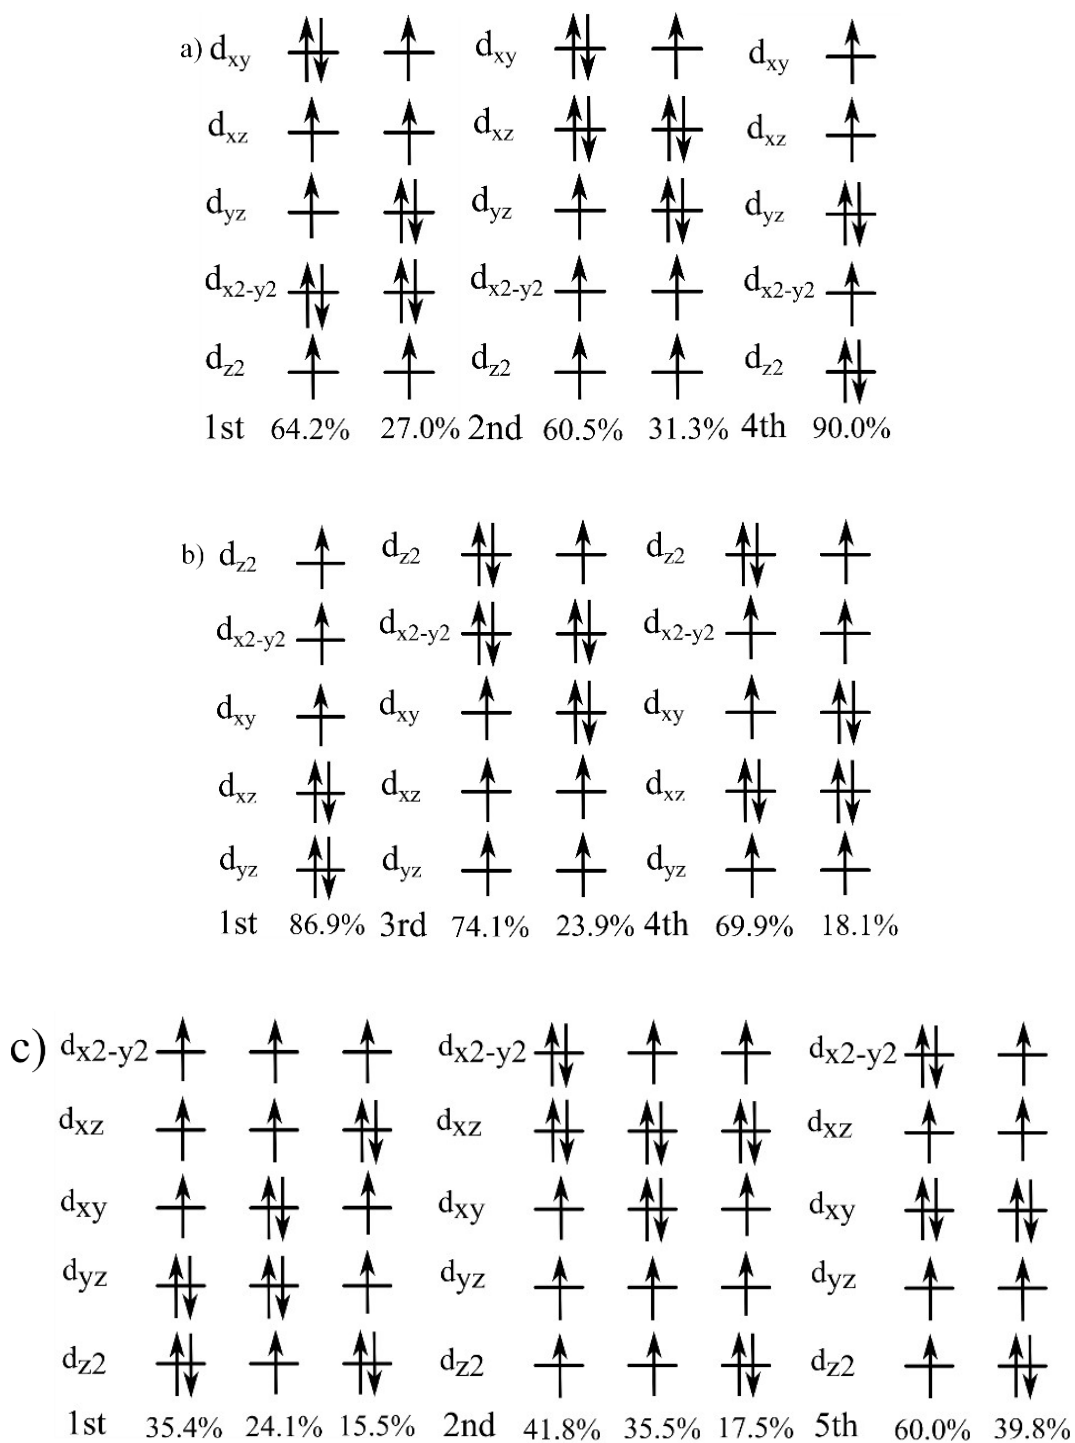 a) dxy dxy dxy
dxz dxz dxz
dyz dyz dyz
dx2-y2 dx2-y2 dx2-y2
dz2 dz2 dz2
1st 64.2% 27.0% 2nd 60.5% 31.3% 4th 90.0%
b) dz2 dz2 dz2
dx2-y2 dx2-y2 dx2-y2
dxy dxy dxy
dxz dxz dxz
dyz dyz dyz
1st 86.9% 3rd 74.1% 23.9% 4th 69.9% 18.1%
c) dx2-y2 dx2-y2 dx2-y2
dxz dxz dxz
dxy dxy dxy
dyz dyz dyz
dz2 dz2 dz2
1st 35.4% 24.1% 15.5% 2nd 41.8% 35.5% 17.5% 5th 60.0% 39.8%